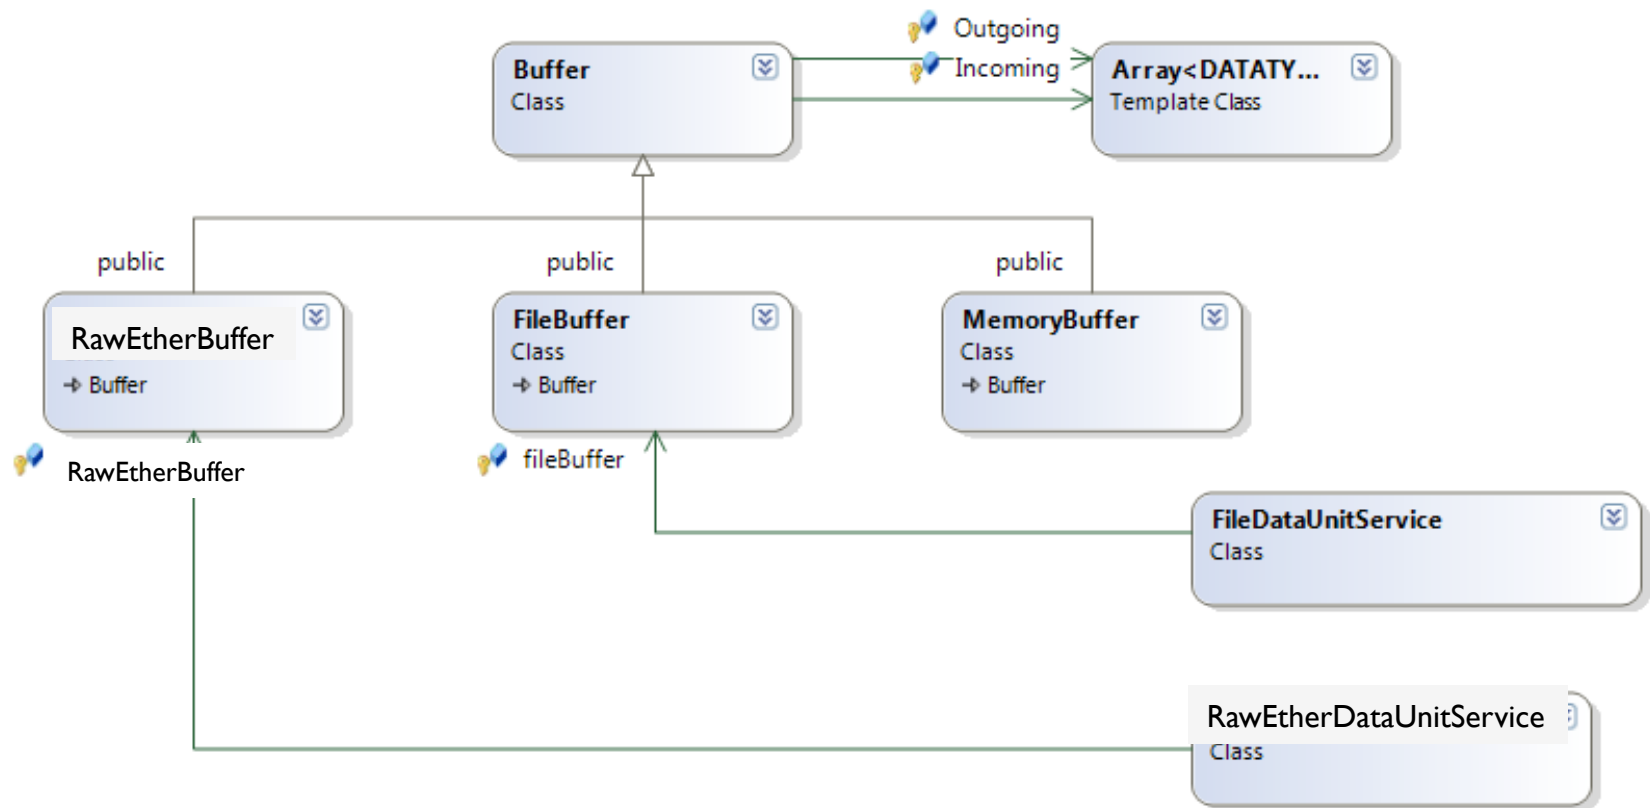 Outgoing
Incoming
Buffer
Class
Array<DATATY...
Template Class
public
public
public
RawEtherBuffer
Buffer
FileBuffer
Class
Buffer
MemoryBuffer
Class
Buffer
RawEtherBuffer
fileBuffer
FileDataUnitService
Class
RawEtherDataUnitService
Class